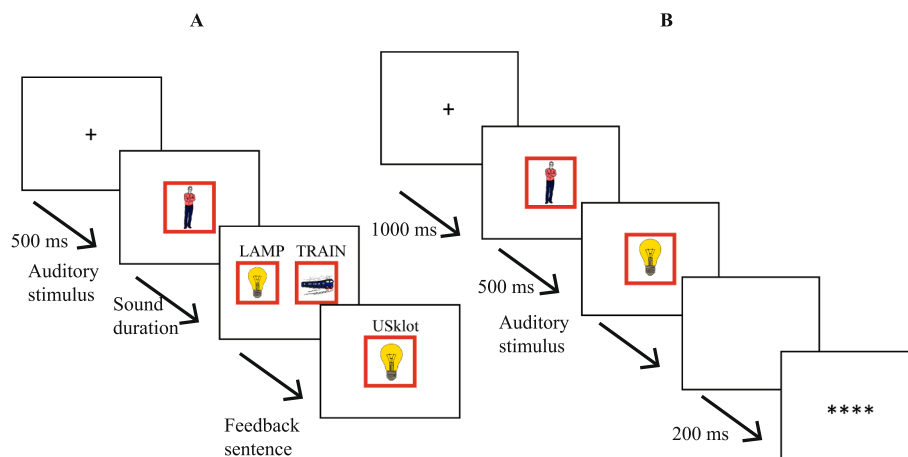 A
+
500 ms
Auditory
stimulus
Sound
duration
LAMP TRAIN
USklot
Feedback
sentence
B
+
1000 ms
500 ms
Auditory
stimulus
200 ms
****